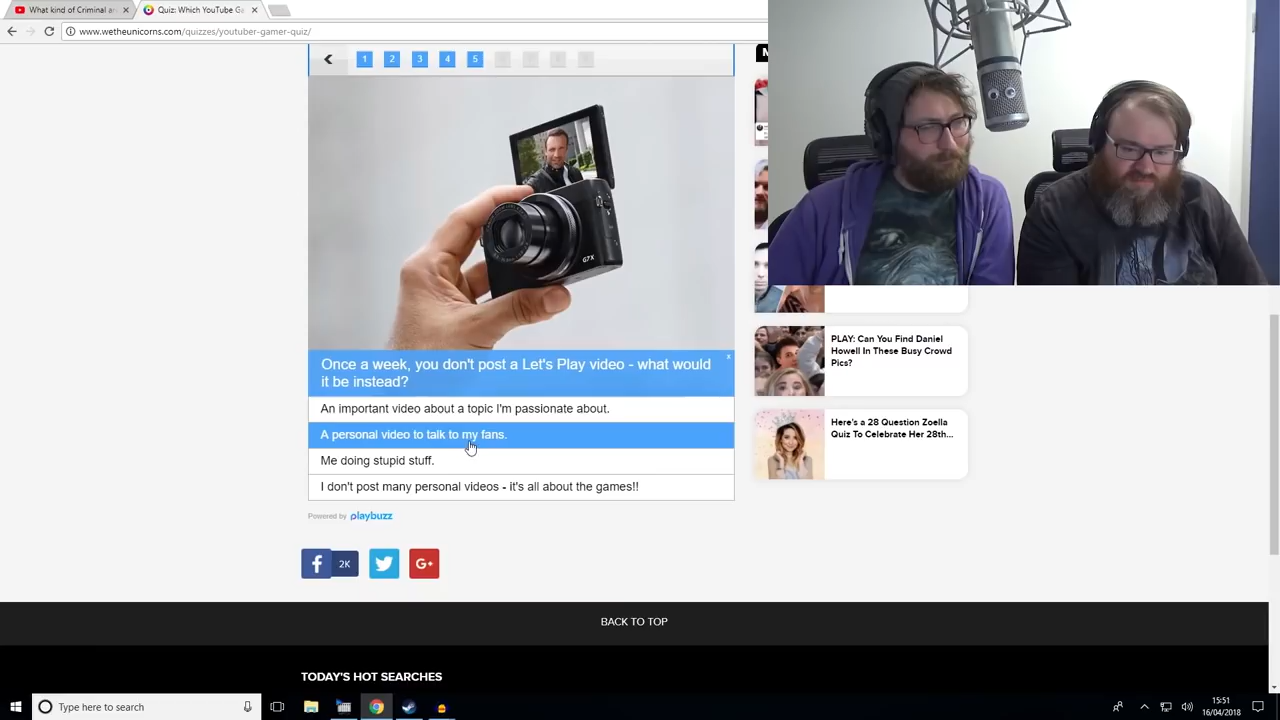 What kind of Criminal a
Quiz: Which YouTube Ga
www.wetheunicorns.com/quizzes/youtuber-gamer-quiz/
1 2 3 4 5
G7X
Once a week, you don't post a Let's Play video - what would
it be instead?
x
An important video about a topic I'm passionate about.
A personal video to talk to my fans.
Me doing stupid stuff.
I don't post many personal videos - it's all about the games!!
Powered by playbuzz
2K
G+
PLAY: Can You Find Daniel
Howell In These Busy Crowd
Pics?
Here's a 28 Question Zoella
Quiz To Celebrate Her 28th...
BACK TO TOP
TODAY'S HOT SEARCHES
Type here to search
15:51
16/04/2018